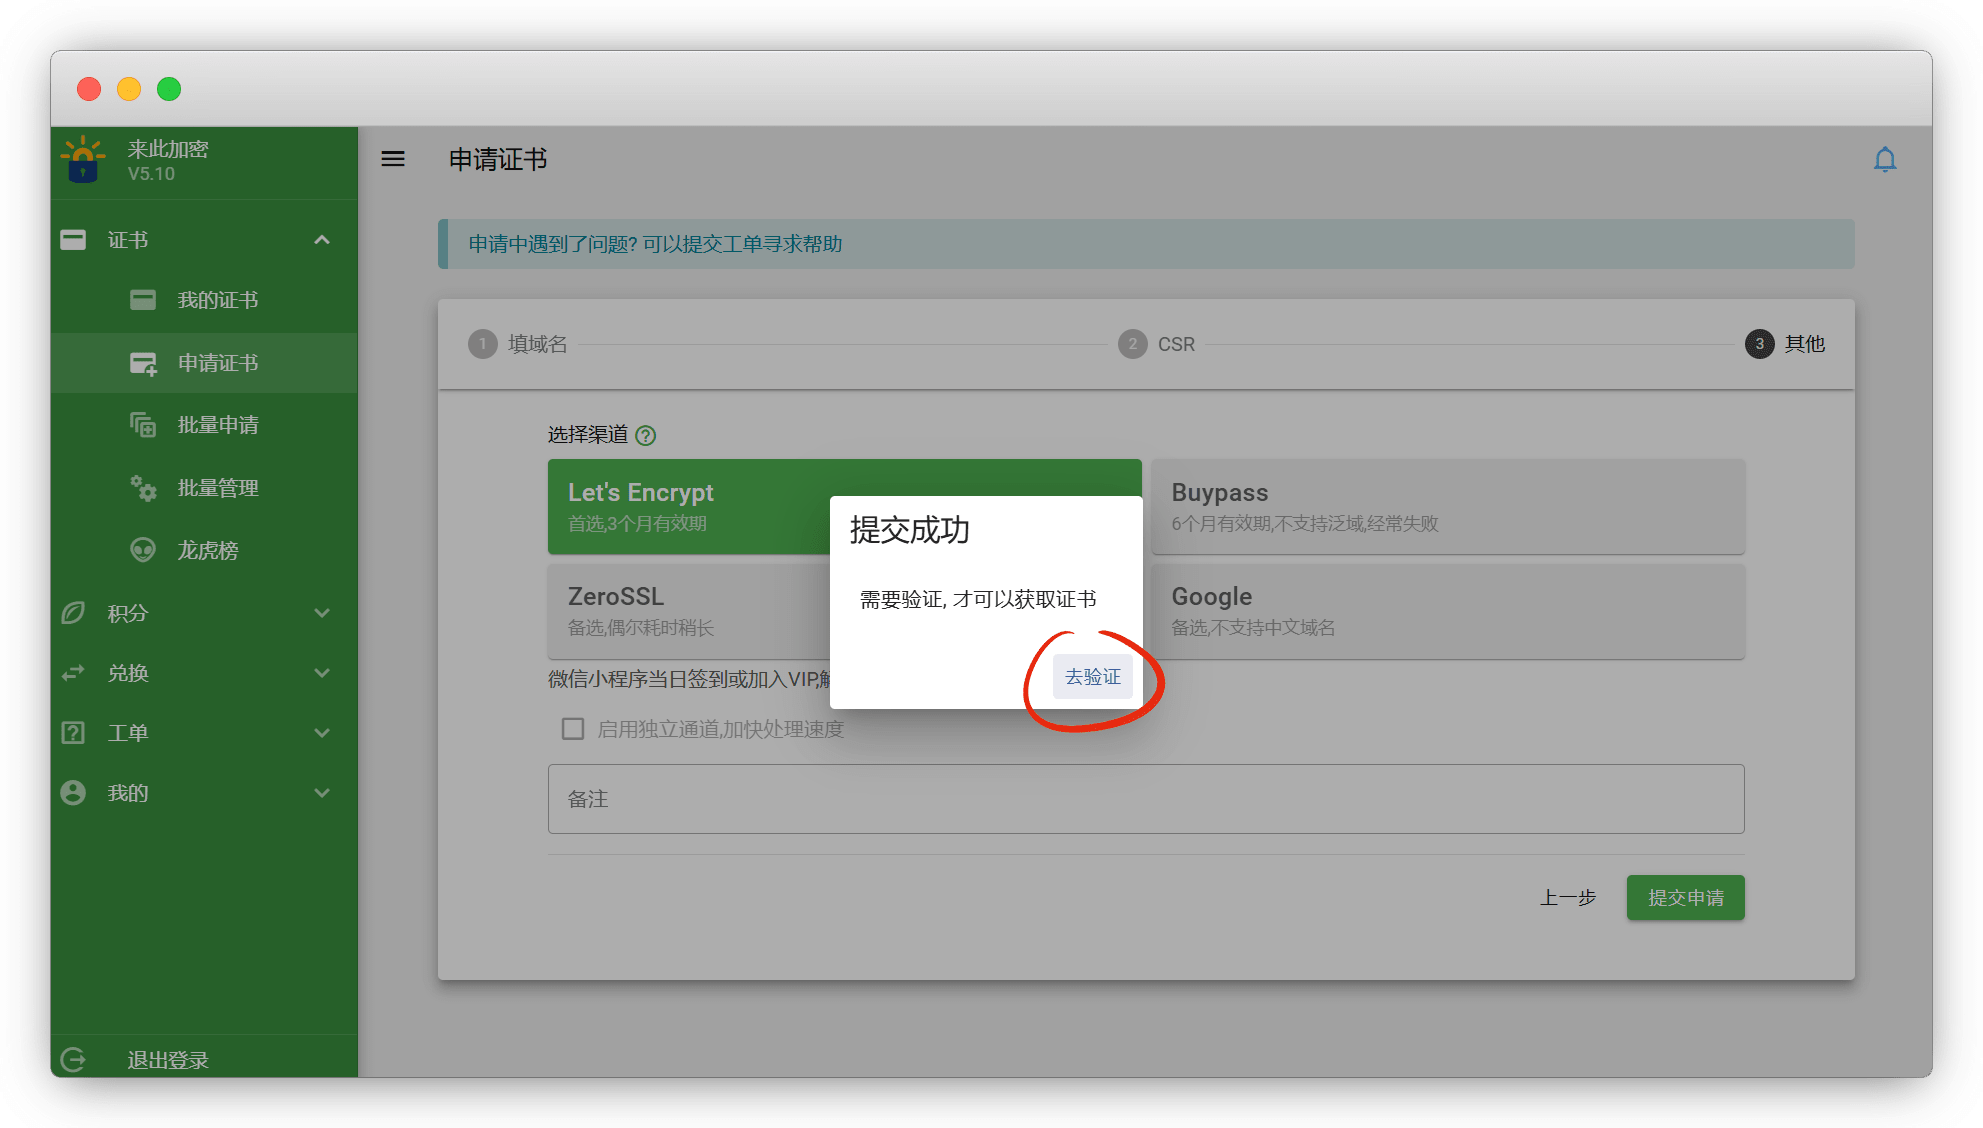 来此加密
V5.10
申请证书
证书
我的证书
申请证书
批量申请
批量管理
龙虎榜
积分
兑换
工单
我的
退出登录
申请中遇到了问题? 可以提交工单寻求帮助
1 填域名
2 CSR
3 其他
选择渠道
Let's Encrypt
首选,3个月有效期
Buypass
6个月有效期,不支持泛域,经常失败
ZeroSSL
备选,偶尔耗时稍长
Google
备选,不支持中文域名
微信小程序当日签到或加入VIP,
启用独立通道,加快处理速度
备注
上一步
提交申请
提交成功
需要验证, 才可以获取证书
去验证